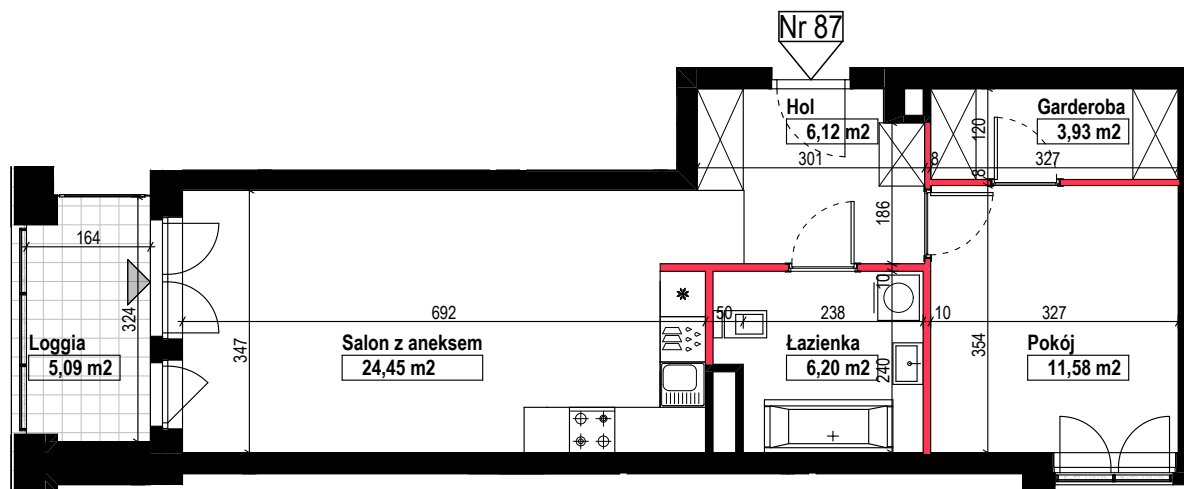 Nr 87
Hol
6,12 m2
301
8
Garderoba
3,93 m2
120
327
8
186
164
324
Loggia
5,09 m2
692
347
Salon z aneksem
24,45 m2
50
10
238
Łazienka
6,20 m2
240
10
327
354
Pokój
11,58 m2